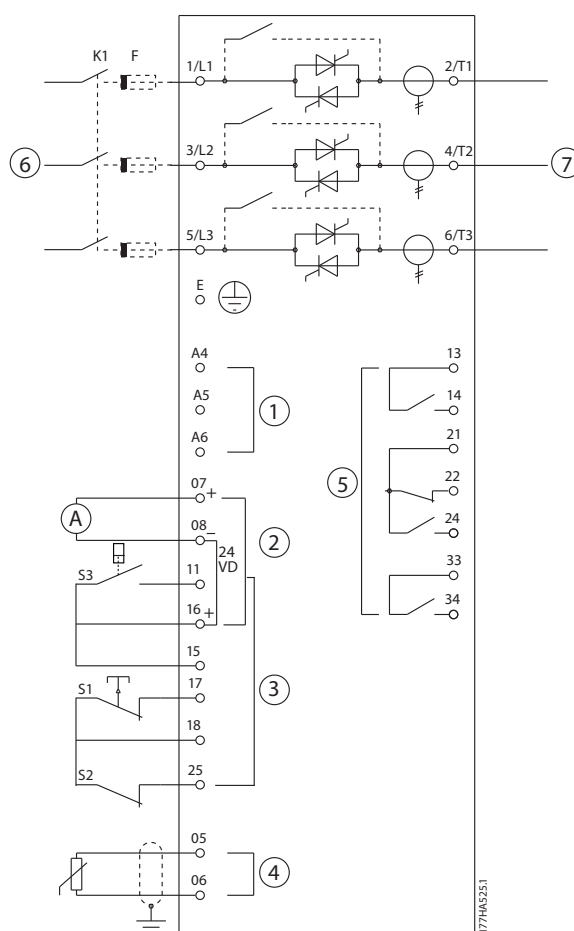 K1 F 1/L1 2/T1
6 3/L2 4/T2 7
5/L3 6/T3
E
A4 13
A5 1 14
A6 21
5 22
07 +
24
A 08 - 2
24
VD
S3 11 33
16 + 34
15
3
S1 17
18
S2 25
05
4
06
177HA525.1